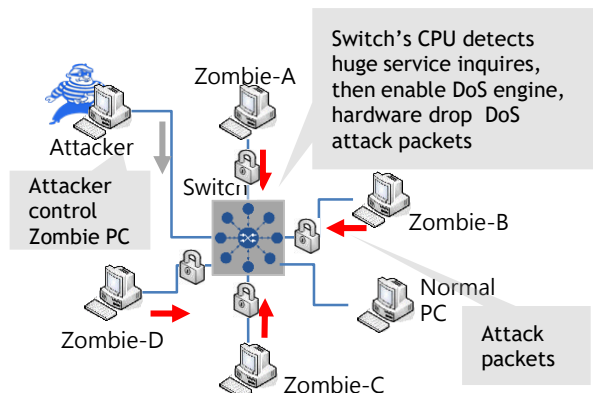 Switch’s CPU detects
huge service inquires,
then enable DoS engine,
hardware drop DoS
attack packets
Zombie-A
Attacker
Attacker
control
Zombie PC
Switch
Zombie-B
Normal
PC
Zombie-D
Attack
packets
Zombie-C